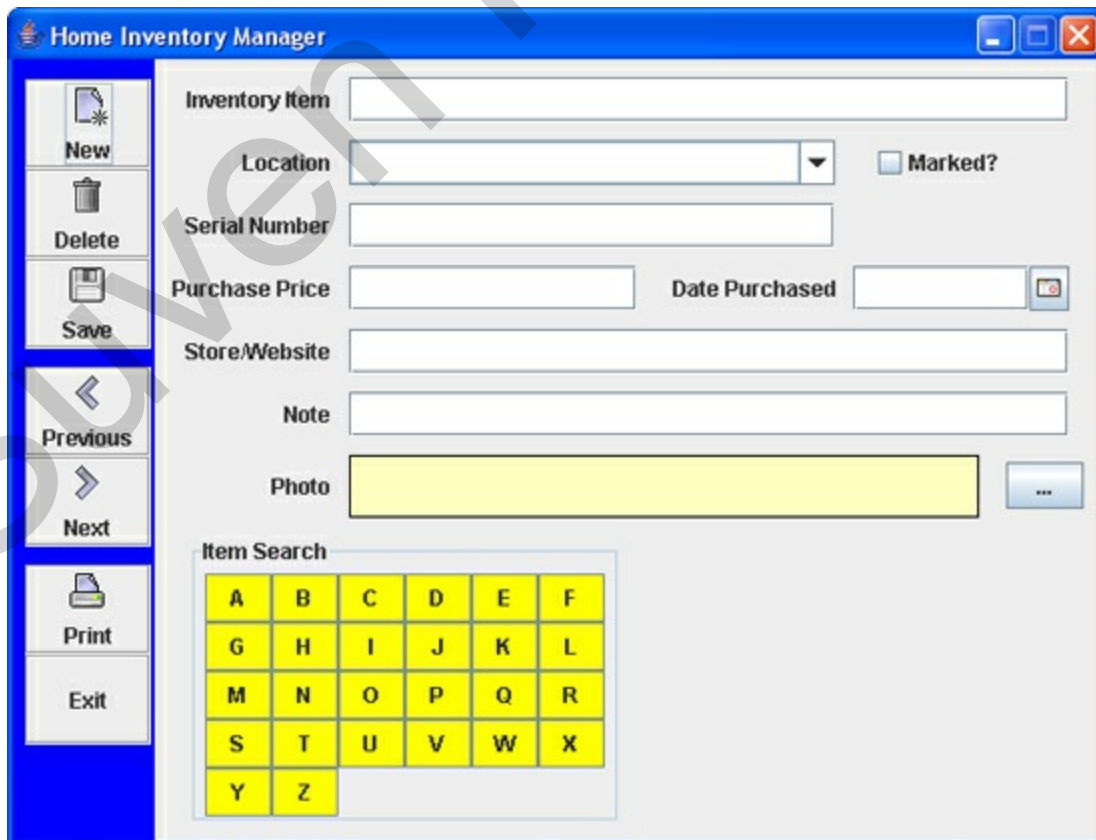 Home Inventory Manager
New
Delete
Save
Previous
Next
Print
Exit
Inventory Item
Location
Marked?
Serial Number
Purchase Price
Date Purchased
Store/Website
Note
Photo
...
Item Search
A B C D E F
G H I J K L
M N O P Q R
S T U V W X
Y Z